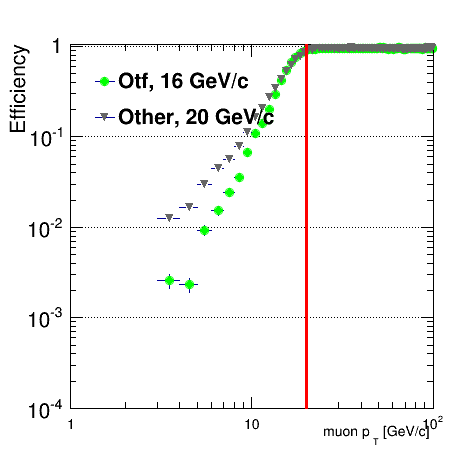 Efficiency
1
Otf, 16 GeV/c
Other, 20 GeV/c
10^-1
10^-2
10^-3
10^-4
1 10 10^2
muon p_T [GeV/c]